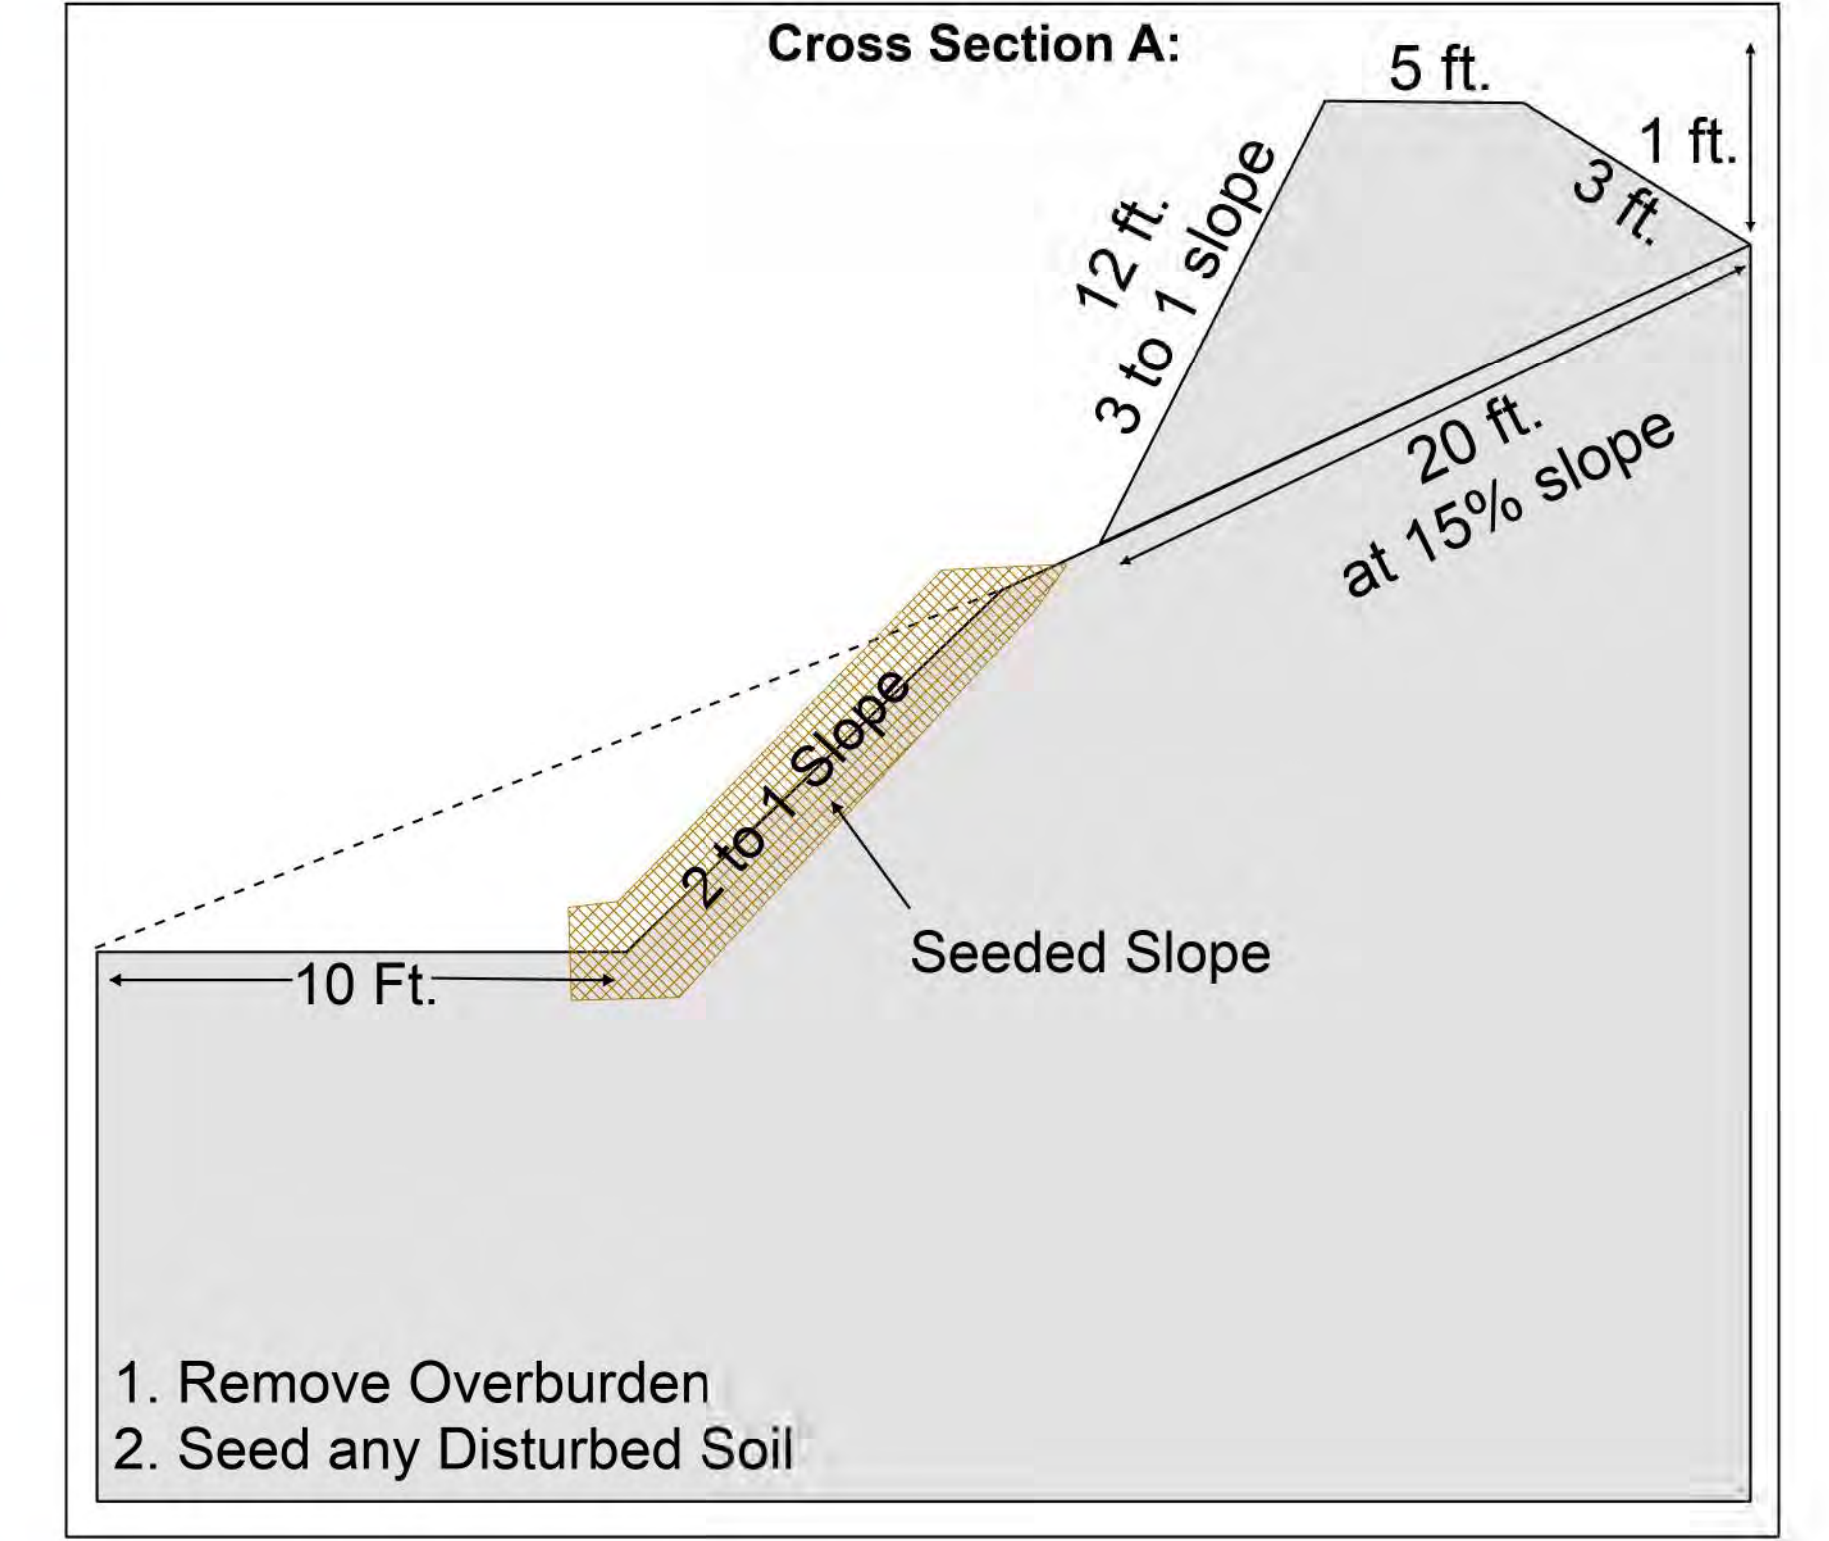 Cross Section A:
5 ft.
1 ft.
3 ft.
12 ft.
3 to 1 slope
20 ft.
at 15% slope
2 to 1 Slope
Seeded Slope
10 Ft.
1. Remove Overburden
2. Seed any Disturbed Soil